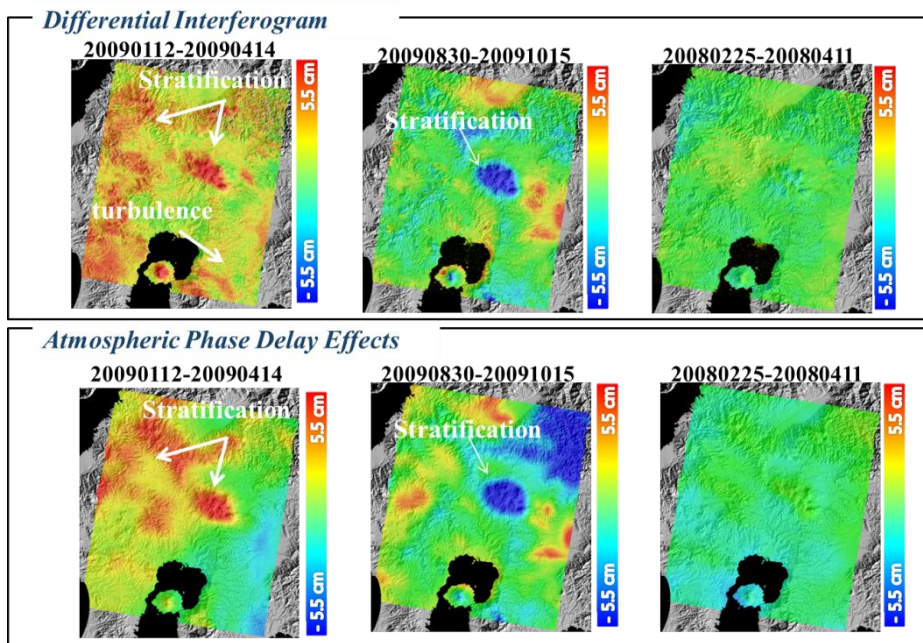 Differential Interferogram
20090112-20090414
20090830-20091015
20080225-20080411
Stratification
turbulence
5.5 cm
- 5.5 cm
Stratification
5.5 cm
- 5.5 cm
5.5 cm
- 5.5 cm
Atmospheric Phase Delay Effects
20090112-20090414
20090830-20091015
20080225-20080411
Stratification
5.5 cm
- 5.5 cm
Stratification
5.5 cm
- 5.5 cm
5.5 cm
- 5.5 cm